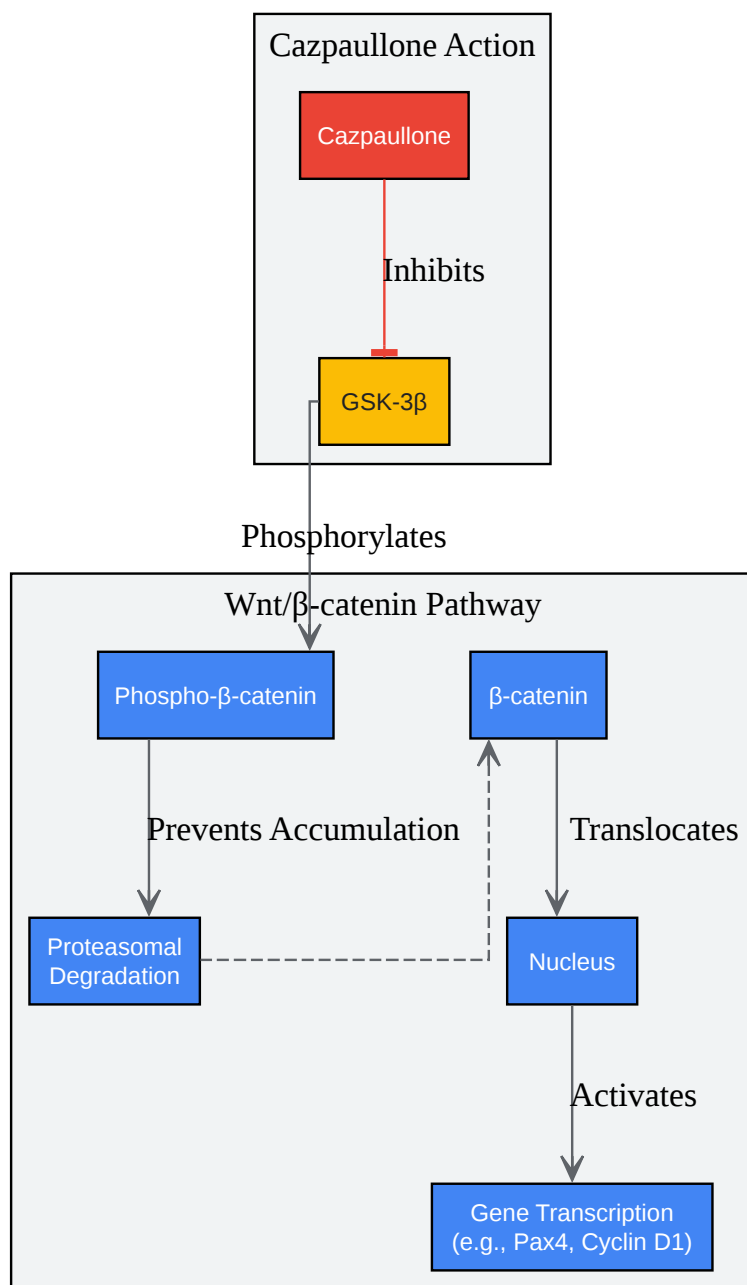 Cazpaullone Action
Cazpaullone
Inhibits
GSK-3β
Phosphorylates
Wnt/β-catenin Pathway
Phospho-β-catenin
β-catenin
Prevents Accumulation
Translocates
Proteasomal
Degradation
Nucleus
Activates
Gene Transcription
(e.g., Pax4, Cyclin D1)